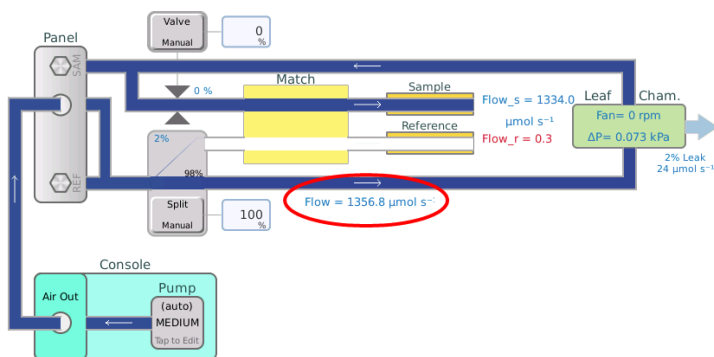 Panel
SAM
REF
Valve
Manual
0
%
0 %
Match
Sample
Flow_s = 1334.0
µmol s⁻¹
Reference
Flow_r = 0.3
2%
98%
Split
Manual
100
%
Flow = 1356.8 µmol s⁻
Leaf Cham.
Fan= 0 rpm
ΔP= 0.073 kPa
2% Leak
24 µmol s⁻¹
Console
Air Out
Pump
(auto)
MEDIUM
Tap to Edit